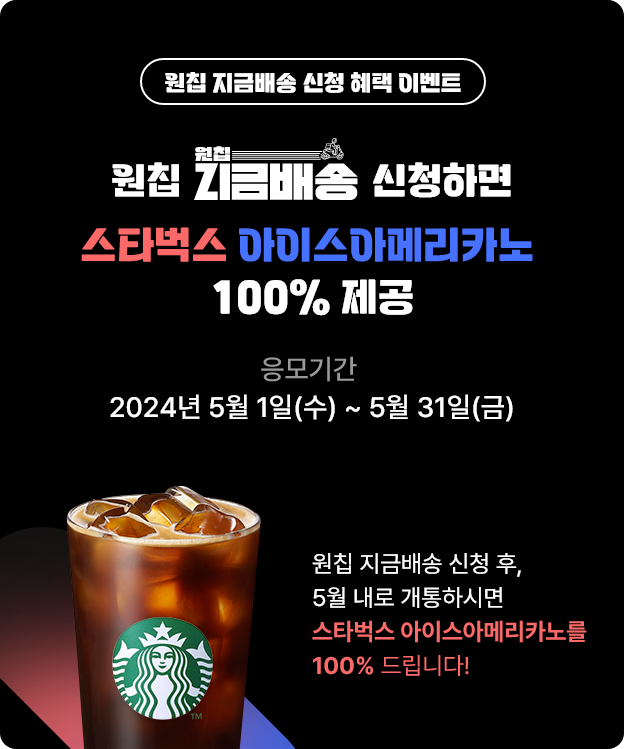 원칩 지금배송 신청 혜택 이벤트
원칩 원칩 지금배송 신청하면
스타벅스 아이스아메리카노
100% 제공
응모기간
2024년 5월 1일(수) ~ 5월 31일(금)
원칩 지금배송 신청 후,
5월 내로 개통하시면
스타벅스 아이스아메리카노를
100% 드립니다!
TM